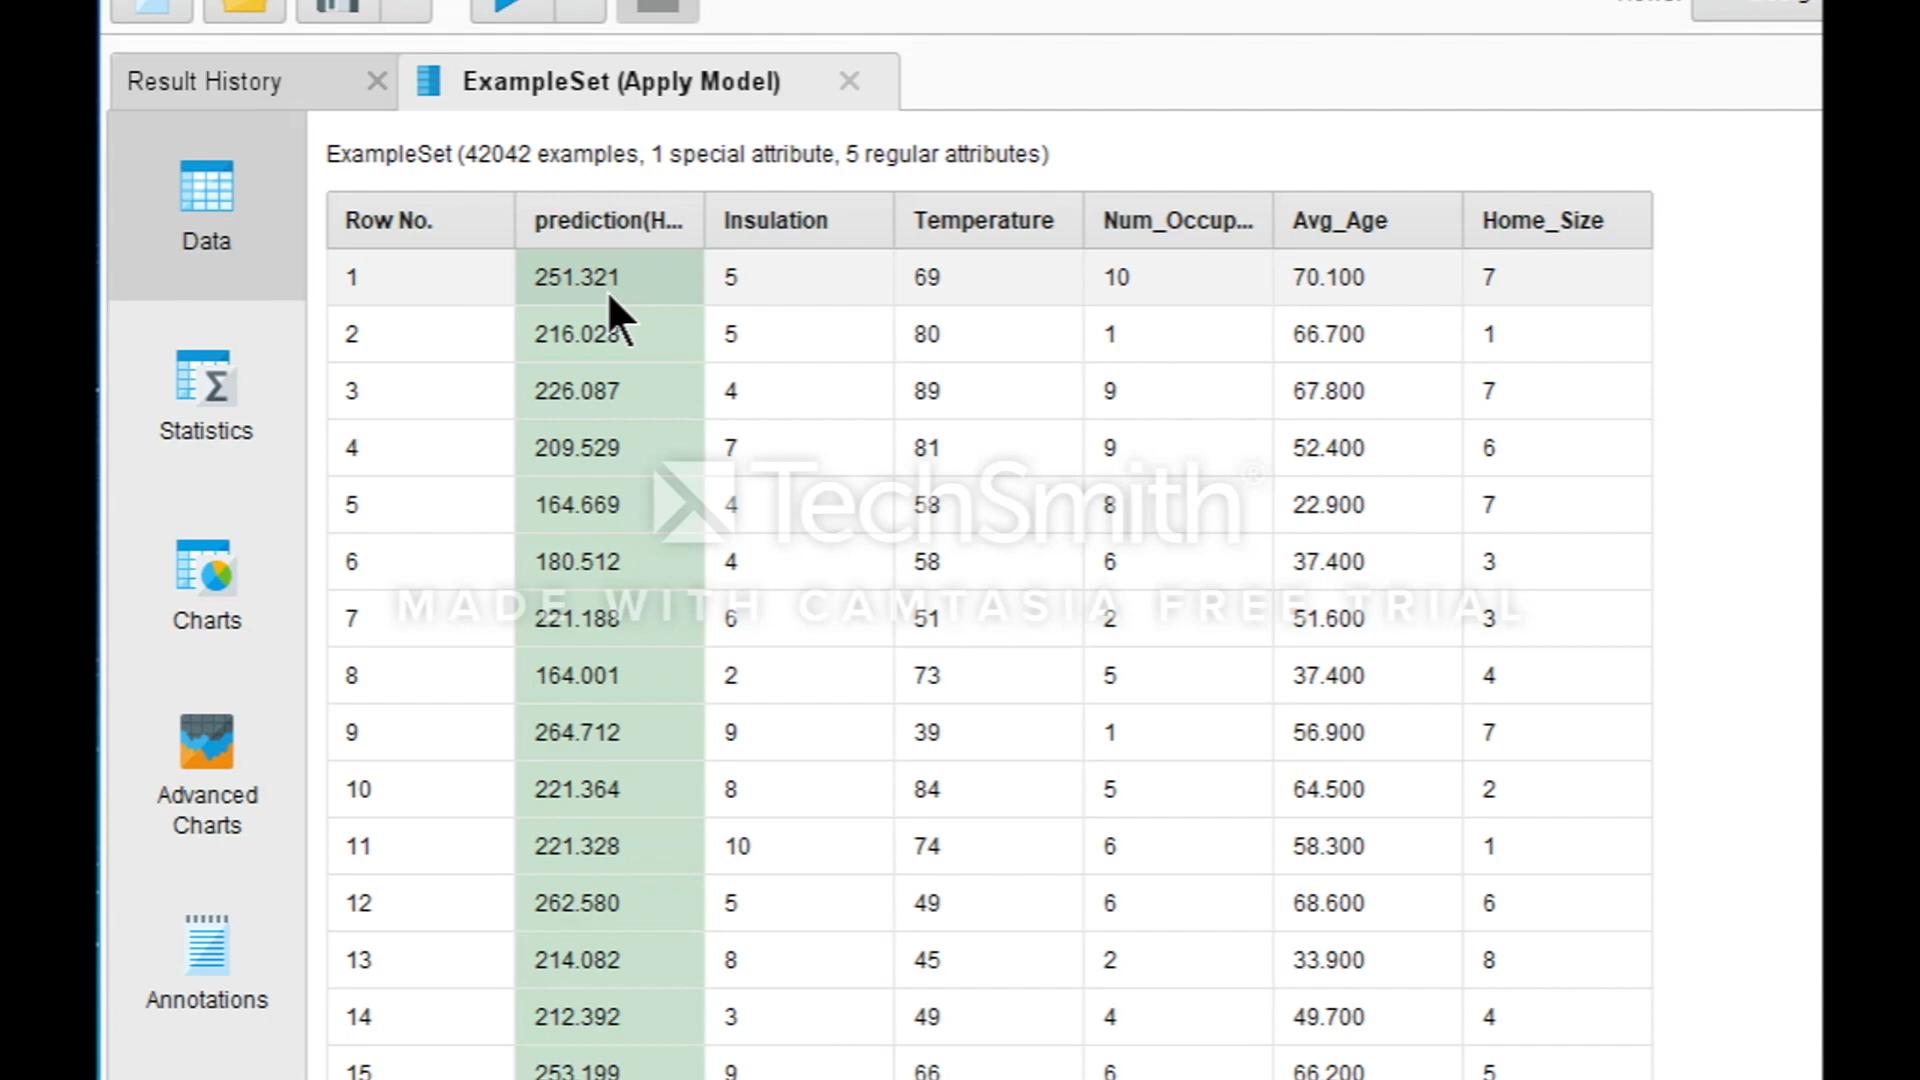 Result History
ExampleSet (Apply Model)
ExampleSet (42042 examples, 1 special attribute, 5 regular attributes)
Data
Statistics
Charts
Advanced
Charts
Annotations
Row No. prediction(H... Insulation Temperature Num_Occup... Avg_Age Home_Size
1 251.321 5 69 10 70.100 7
2 216.028 5 80 1 66.700 1
3 226.087 4 89 9 67.800 7
4 209.529 7 81 9 52.400 6
5 164.669 4 58 8 22.900 7
6 180.512 4 58 6 37.400 3
7 221.188 6 51 2 51.600 3
8 164.001 2 73 5 37.400 4
9 264.712 9 39 1 56.900 7
10 221.364 8 84 5 64.500 2
11 221.328 10 74 6 58.300 1
12 262.580 5 49 6 68.600 6
13 214.082 8 45 2 33.900 8
14 212.392 3 49 4 49.700 4
15 253.199 9 66 6 66.200 5
TechSmith®
MADE WITH CAMTASIA FREE TRIAL